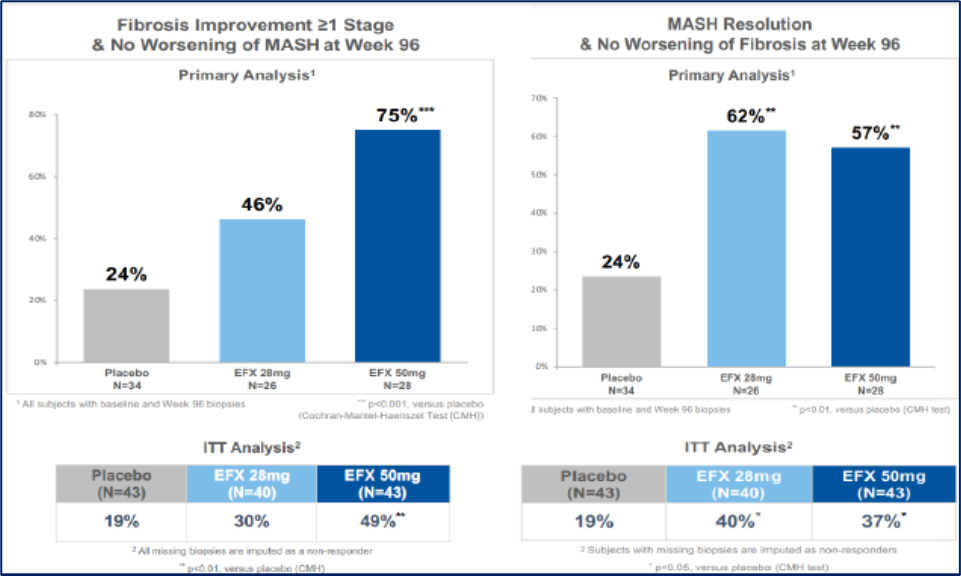 Fibrosis Improvement ≥1 Stage
& No Worsening of MASH at Week 96
Primary Analysis¹
80%
60%
40%
20%
0%
24%
46%
75%***
Placebo
N=34
EFX 28mg
N=26
EFX 50mg
N=28
¹ All subjects with baseline and Week 96 biopsies
*** p<0.001, versus placebo
(Cochran-Mantel-Haenszel Test [CMH])
ITT Analysis²
Placebo
(N=43)
EFX 28mg
(N=40)
EFX 50mg
(N=43)
19%
30%
49%**
² All missing biopsies are imputed as a non-responder
** p<0.01, versus placebo (CMH)
MASH Resolution
& No Worsening of Fibrosis at Week 96
Primary Analysis¹
70%
60%
50%
40%
30%
20%
10%
0%
24%
62%**
57%**
Placebo
N=34
EFX 28mg
N=26
EFX 50mg
N=28
ll subjects with baseline and Week 96 biopsies
** p<0.01, versus placebo (CMH test)
ITT Analysis²
Placebo
(N=43)
EFX 28mg
(N=40)
EFX 50mg
(N=43)
19%
40%*
37%*
² Subjects with missing biopsies are imputed as non-responders
* p<0.05, versus placebo (CMH test)